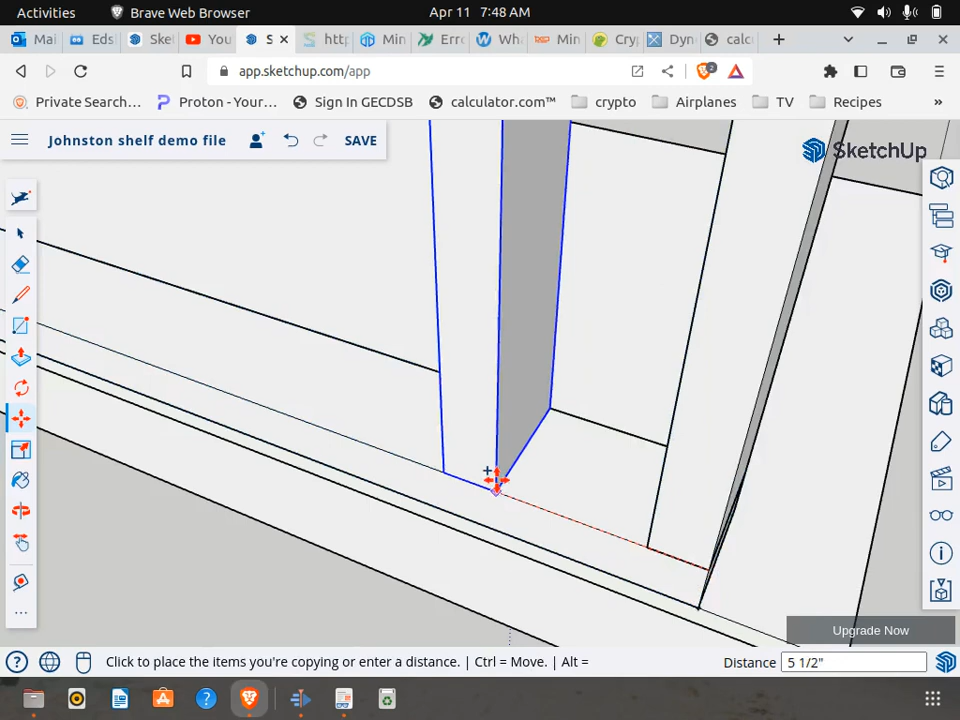 Activities
Brave Web Browser
Apr 11 7:48 AM
Mai
Eds
Ske
You
S
http
Min
Erro
Wha
Min
Cryp
Dyn
calc
app.sketchup.com/app
2
Private Search…
Proton - Your…
Sign In GECDSB
calculator.com™
crypto
Airplanes
TV
Recipes
»
Johnston shelf demo file
SAVE
SketchUp
Upgrade Now
Click to place the items you're copying or enter a distance. | Ctrl = Move. | Alt =
Distance
5 1/2"